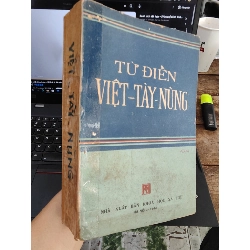 TỪ ĐIỂN
VIỆT-TÀY-NÙNG
NHÀ XUẤT BẢN KHOA HỌC XÃ HỘI
VIỆT-TÀY-NÙNG